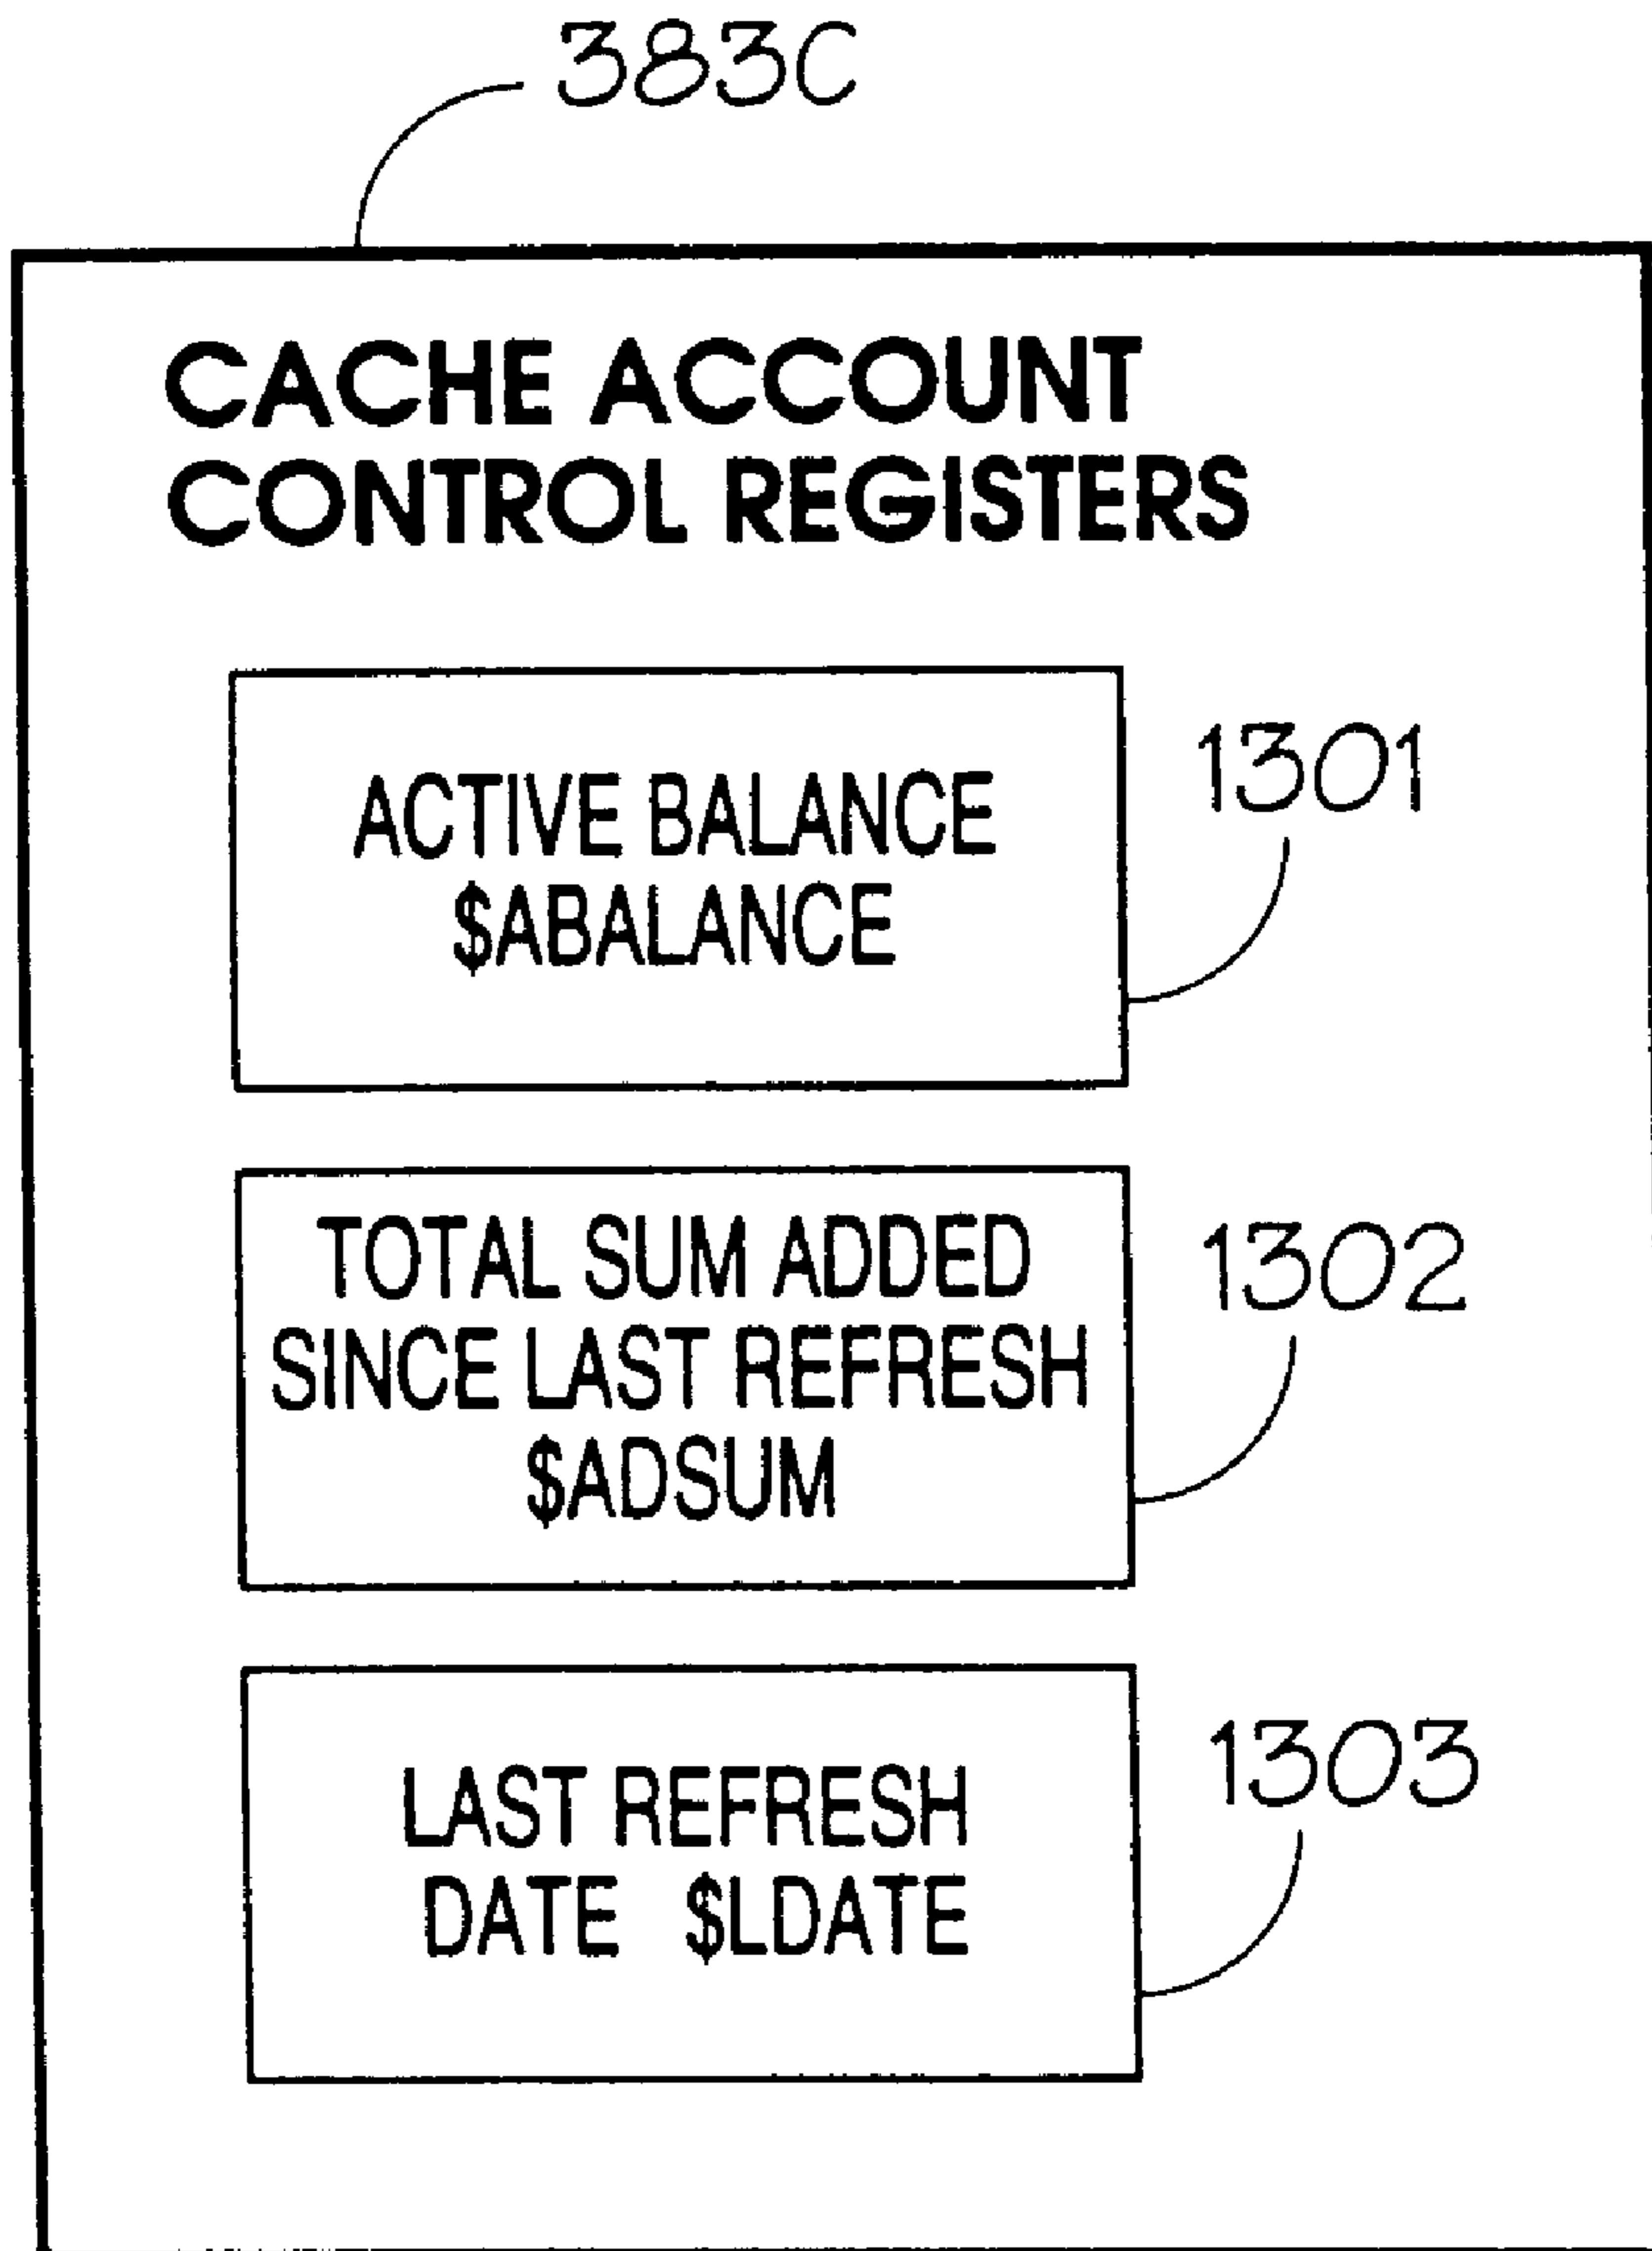 383C
CACHE ACCOUNT
CONTROL REGISTERS
ACTIVE BALANCE
$ABALANCE
1301
TOTAL SUM ADDED
SINCE LAST REFRESH
$ADSUM
1302
LAST REFRESH
DATE $LDATE
1303